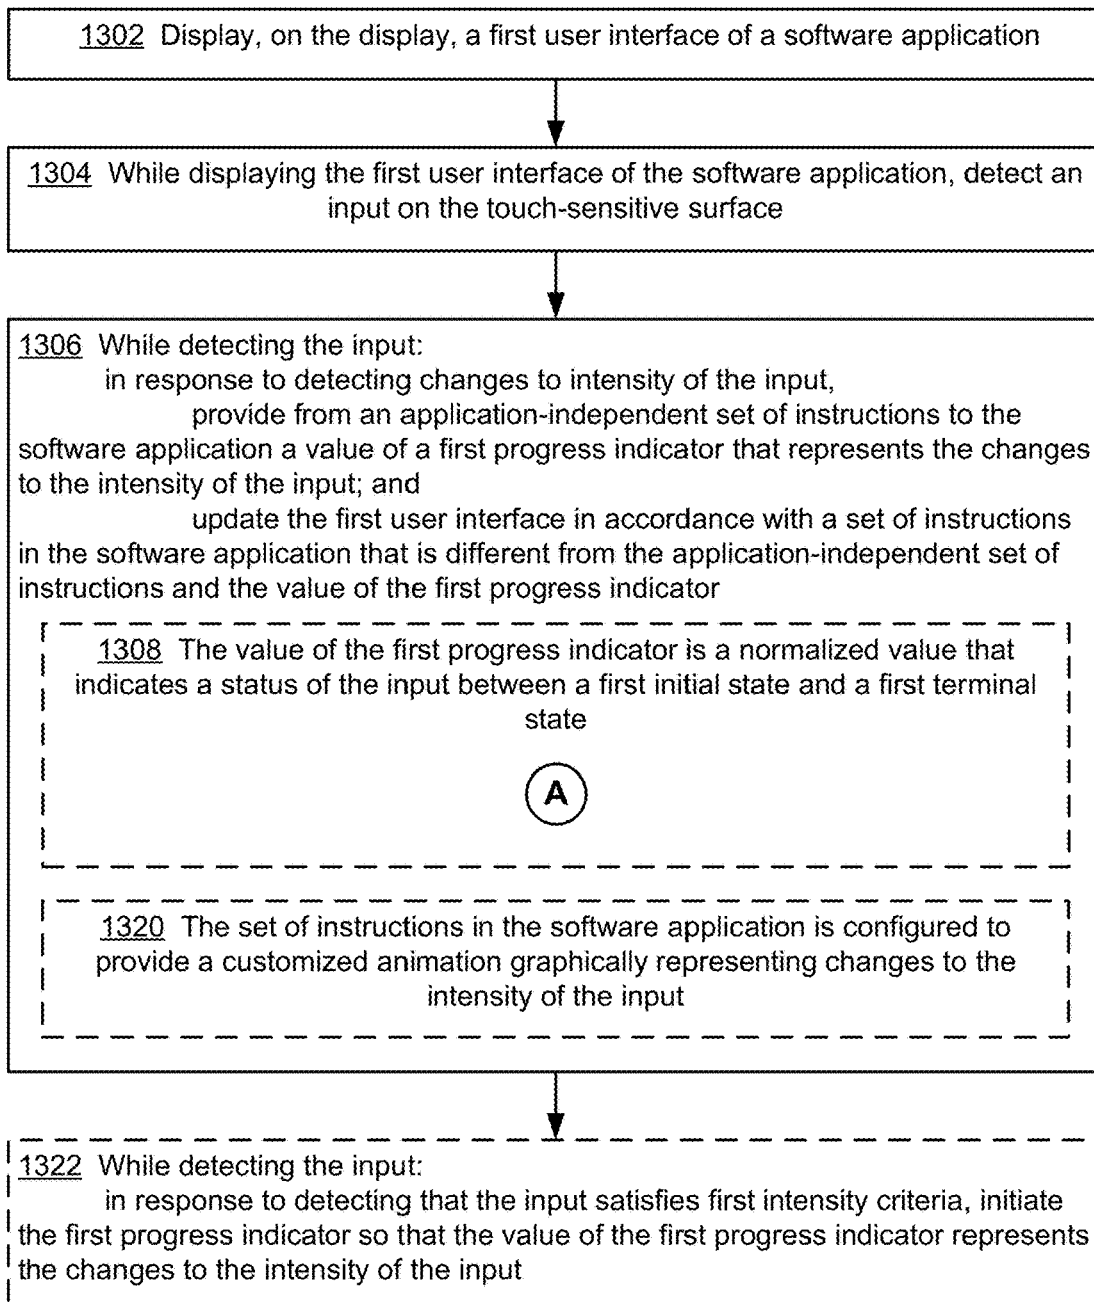 1302 Display, on the display, a first user interface of a software application
1304 While displaying the first user interface of the software application, detect an
input on the touch-sensitive surface
1306 While detecting the input:
in response to detecting changes to intensity of the input,
provide from an application-independent set of instructions to the
software application a value of a first progress indicator that represents the changes
to the intensity of the input; and
update the first user interface in accordance with a set of instructions
in the software application that is different from the application-independent set of
instructions and the value of the first progress indicator
1308 The value of the first progress indicator is a normalized value that
indicates a status of the input between a first initial state and a first terminal
state
A
1320 The set of instructions in the software application is configured to
provide a customized animation graphically representing changes to the
intensity of the input
1322 While detecting the input:
in response to detecting that the input satisfies first intensity criteria, initiate
the first progress indicator so that the value of the first progress indicator represents
the changes to the intensity of the input